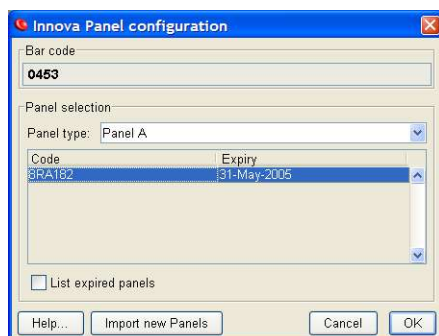 Innova Panel configuration
Bar code
0453
Panel selection
Panel type: Panel A
Code Expiry
8RA182 31-May-2005
List expired panels
Help... Import new Panels Cancel OK